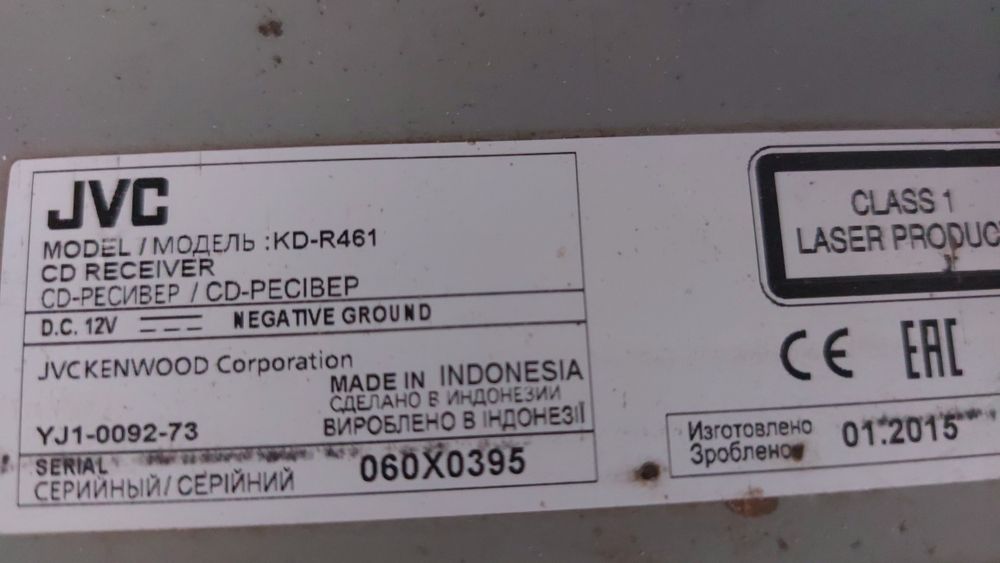 JVC
MODEL / МОДЕЛЬ :KD-R461
CD RECEIVER
CD-РЕСИВЕР / CD-РЕСІВЕР
D.C. 12V NEGATIVE GROUND
JVCKENWOOD Corporation
MADE IN INDONESIA
СДЕЛАНО В ИНДОНЕЗИИ
ВИРОБЛЕНО В ІНДОНЕЗІЇ
YJ1-0092-73
SERIAL
СЕРИЙНЫЙ/ СЕРІЙНИЙ
060X0395
CLASS 1
LASER PRODUC
CE EAC
Изготовлено
Зроблено
01.2015